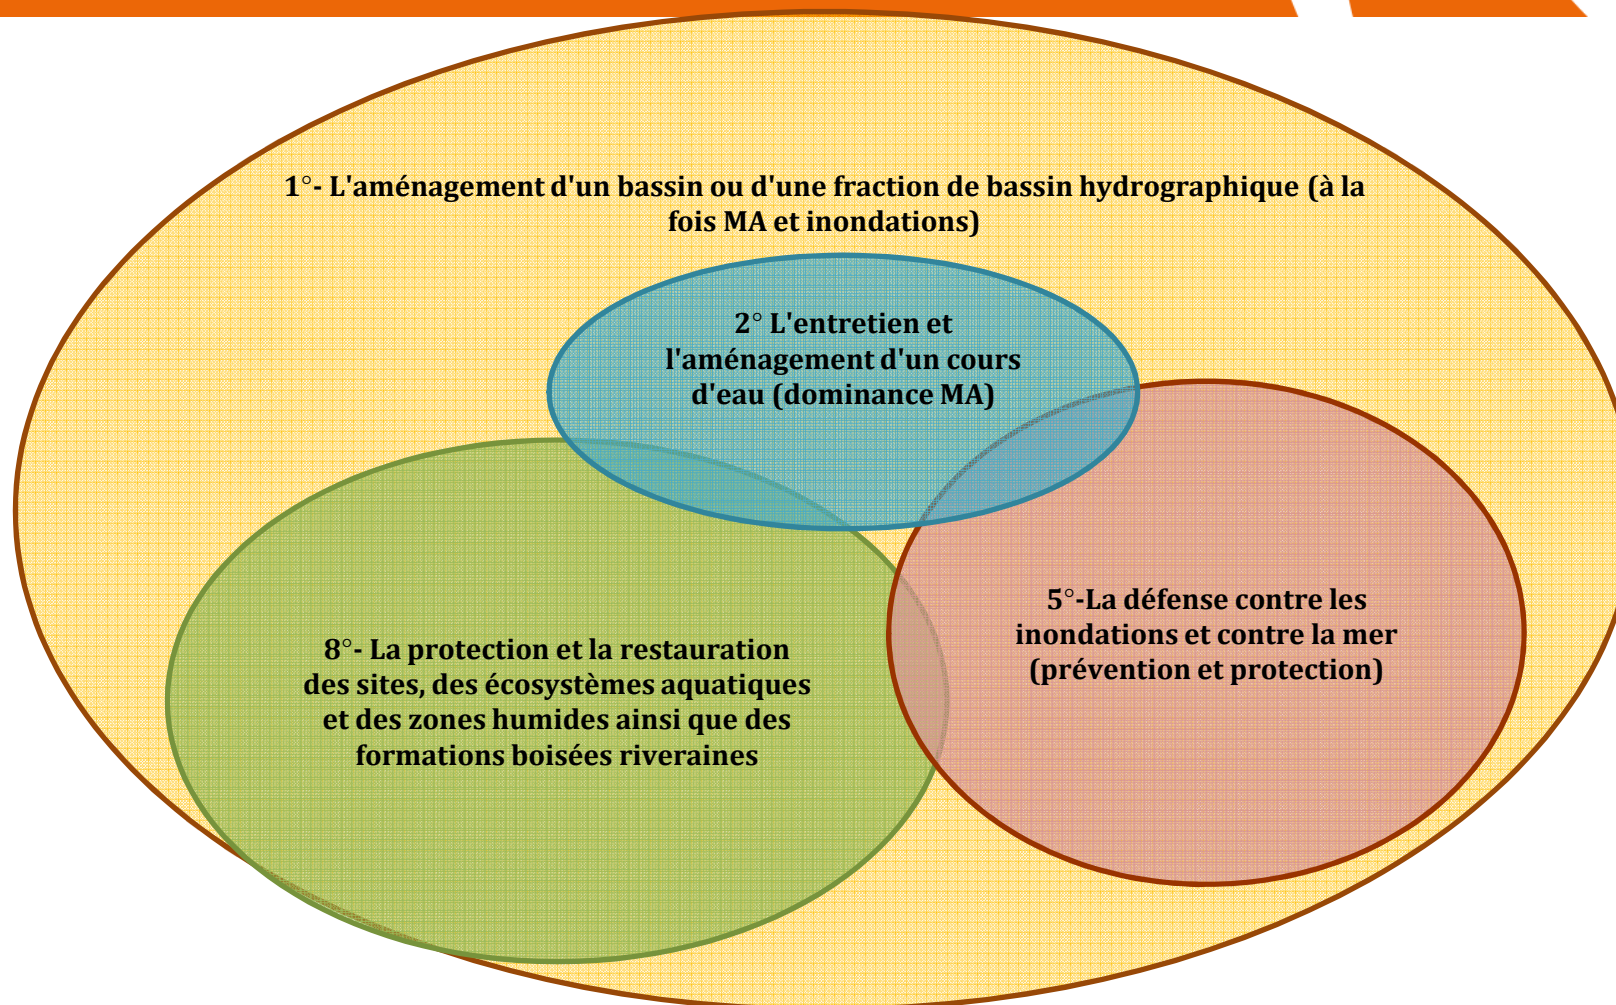 1°- L'aménagement d'un bassin ou d'une fraction de bassin hydrographique (à la
fois MA et inondations)
2° L'entretien et
l'aménagement d'un cours
d'eau (dominance MA)
5°-La défense contre les
inondations et contre la mer
(prévention et protection)
8°- La protection et la restauration
des sites, des écosystèmes aquatiques
et des zones humides ainsi que des
formations boisées riveraines